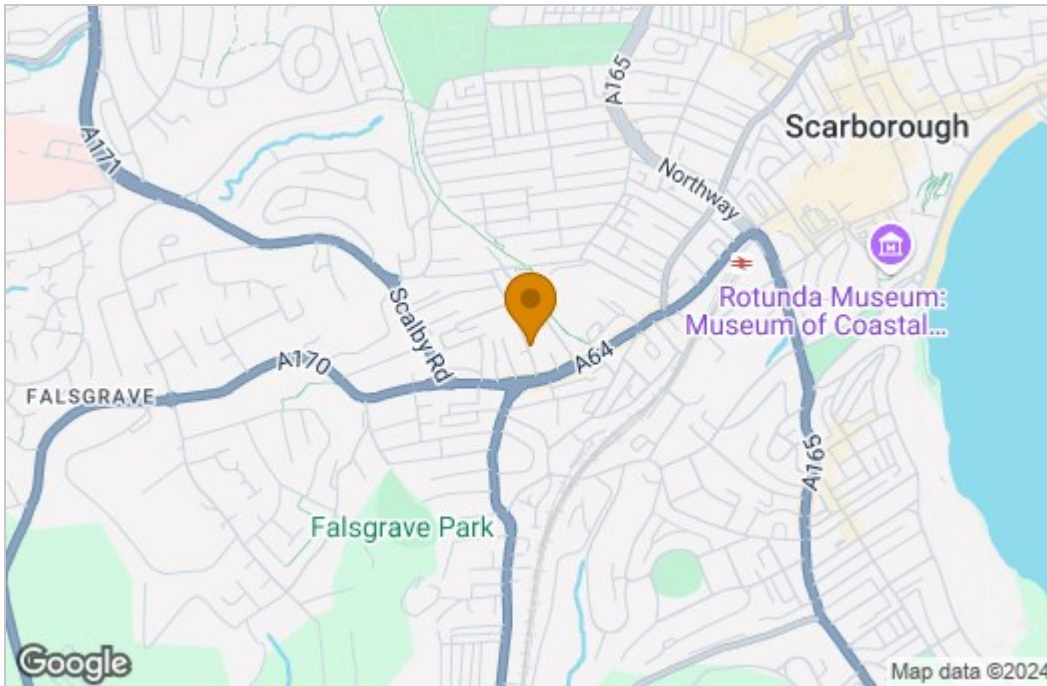 A165
Scarborough
A171
Northway
Rotunda Museum:
Museum of Coastal...
Scalby Rd
A64
A170
FALSGRAVE
A165
Falsgrave Park
Google
Map data ©2024